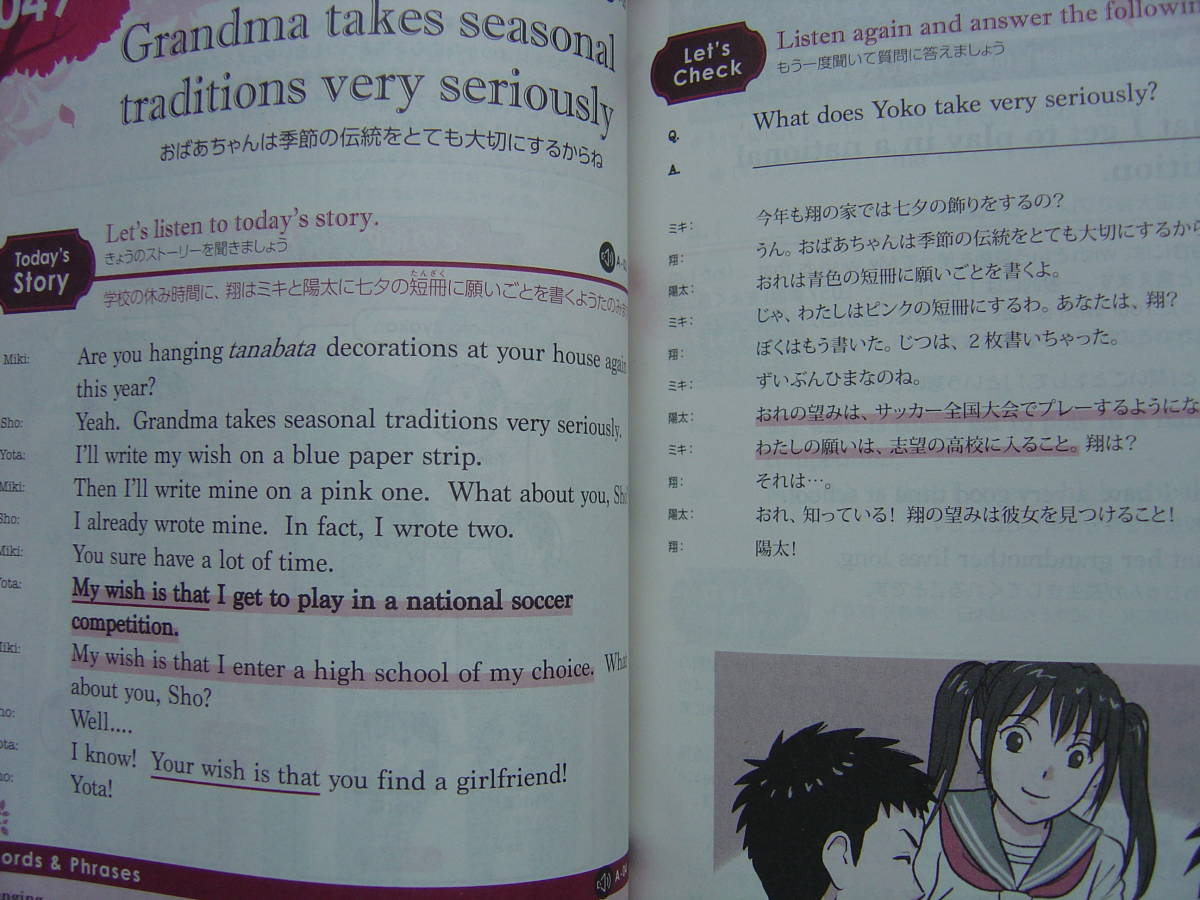 047
Grandma takes seasonal
traditions very seriously
おばあちゃんは季節の伝統をとても大切にするからね
Today's
Story
Let's listen to today's story.
きょうのストーリーを聞きましょう
たんざく
学校の休み時間に、翔はミキと陽太に七夕の短冊に願いごとを書くようたのみま
Miki: Are you hanging tanabata decorations at your house again
this year?
Sho: Yeah. Grandma takes seasonal traditions very seriously.
Yota: I'll write my wish on a blue paper strip.
Miki: Then I'll write mine on a pink one. What about you, Sho
Sho: I already wrote mine. In fact, I wrote two.
Miki: You sure have a lot of time.
ota: My wish is that I get to play in a national soccer
competition.
iki: My wish is that I enter a high school of my choice. What
about you, Sho?
ho: Well....
ota: I know! Your wish is that you find a girlfriend!
ho: Yota!
ords & Phrases
Let's
Check
Listen again and answer the followin
もう一度聞いて質問に答えましょう
Q. What does Yoko take very seriously?
A.
ミキ： 今年も翔の家では七夕の飾りをするの？
翔： うん。おばあちゃんは季節の伝統をとても大切にするから
陽太： おれは青色の短冊に願いごとを書くよ。
ミキ： じゃ、わたしはピンクの短冊にするわ。あなたは、翔？
翔： ぼくはもう書いた。じつは、2枚書いちゃった。
ミキ： ずいぶんひまなのね。
陽太： おれの望みは、サッカー全国大会でプレーするようにな
ミキ： わたしの願いは、志望の高校に入ること。翔は？
翔： それは…。
陽太： おれ、知っている！ 翔の望みは彼女を見つけること！
翔： 陽太！